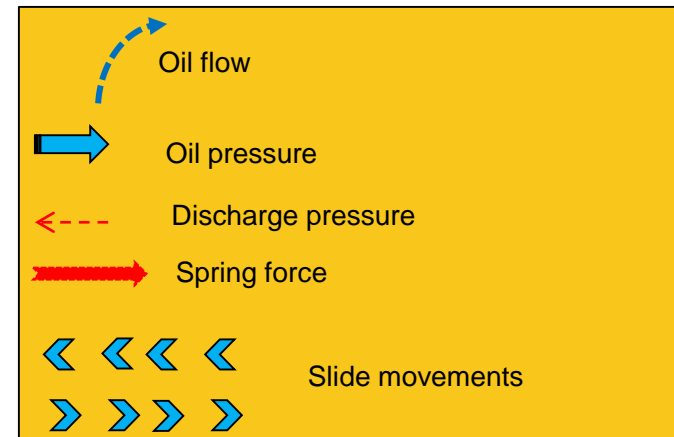 Oil flow
Oil pressure
Discharge pressure
Spring force
Slide movements